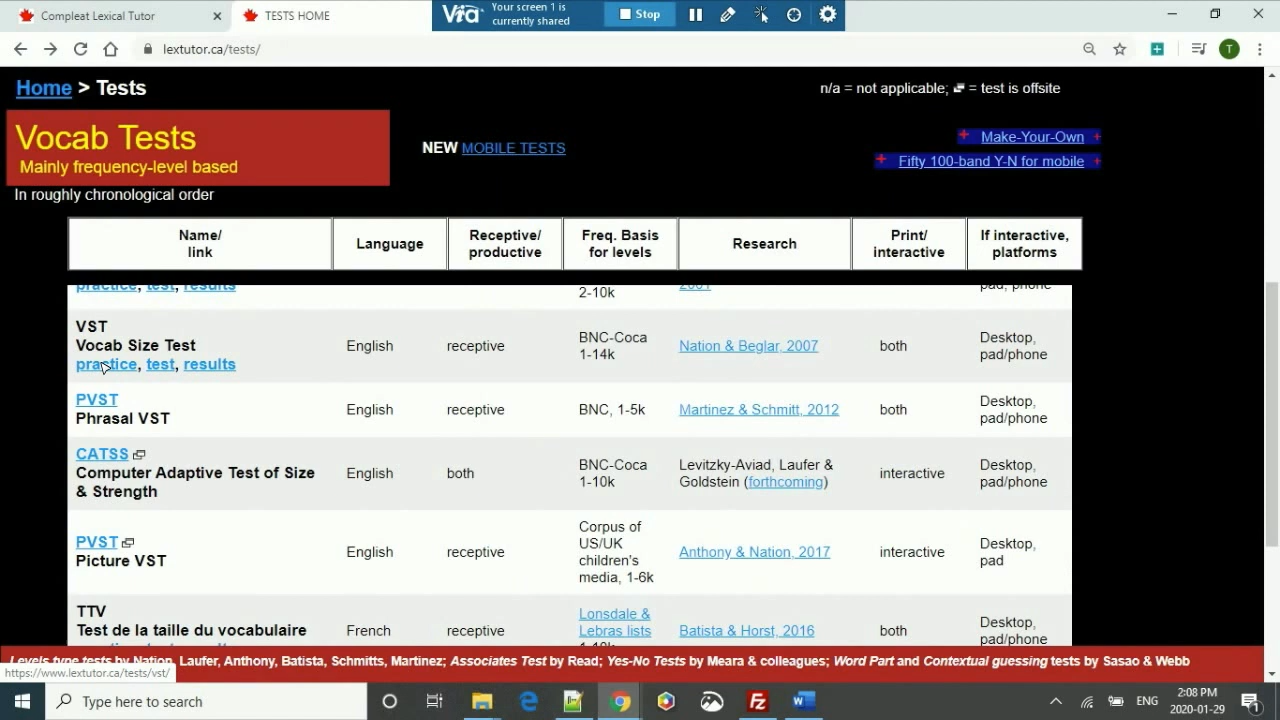 Compleat Lexical Tutor
TESTS HOME
Via
Your screen 1 is
currently shared
Stop
lextutor.ca/tests/
T
Home > Tests
n/a = not applicable; = test is offsite
Vocab Tests
Mainly frequency-level based
NEW MOBILE TESTS
+ Make-Your-Own +
+ Fifty 100-band Y-N for mobile +
In roughly chronological order
Name/
link
Language
Receptive/
productive
Freq. Basis
for levels
Research
Print/
interactive
If interactive,
platforms
practice, test, results
2-10k
2001
pad, phone
VST
Vocab Size Test
practice, test, results
English
receptive
BNC-Coca
1-14k
Nation & Beglar, 2007
both
Desktop,
pad/phone
PVST
Phrasal VST
English
receptive
BNC, 1-5k
Martinez & Schmitt, 2012
both
Desktop,
pad/phone
CATSS
Computer Adaptive Test of Size
& Strength
English
both
BNC-Coca
1-10k
Levitzky-Aviad, Laufer &
Goldstein (forthcoming)
interactive
Desktop,
pad/phone
PVST
Picture VST
English
receptive
Corpus of
US/UK
children's
media, 1-6k
Anthony & Nation, 2017
interactive
Desktop,
pad
TTV
Test de la taille du vocabulaire
French
receptive
Lonsdale &
Lebras lists
Batista & Horst, 2016
both
Desktop,
pad/phone
Levels type tests by Nation, Laufer, Anthony, Batista, Schmitts, Martinez; Associates Test by Read; Yes-No Tests by Meara & colleagues; Word Part and Contextual guessing tests by Sasao & Webb
https://www.lextutor.ca/tests/vst/
Type here to search
ENG
2:08 PM
2020-01-29
1